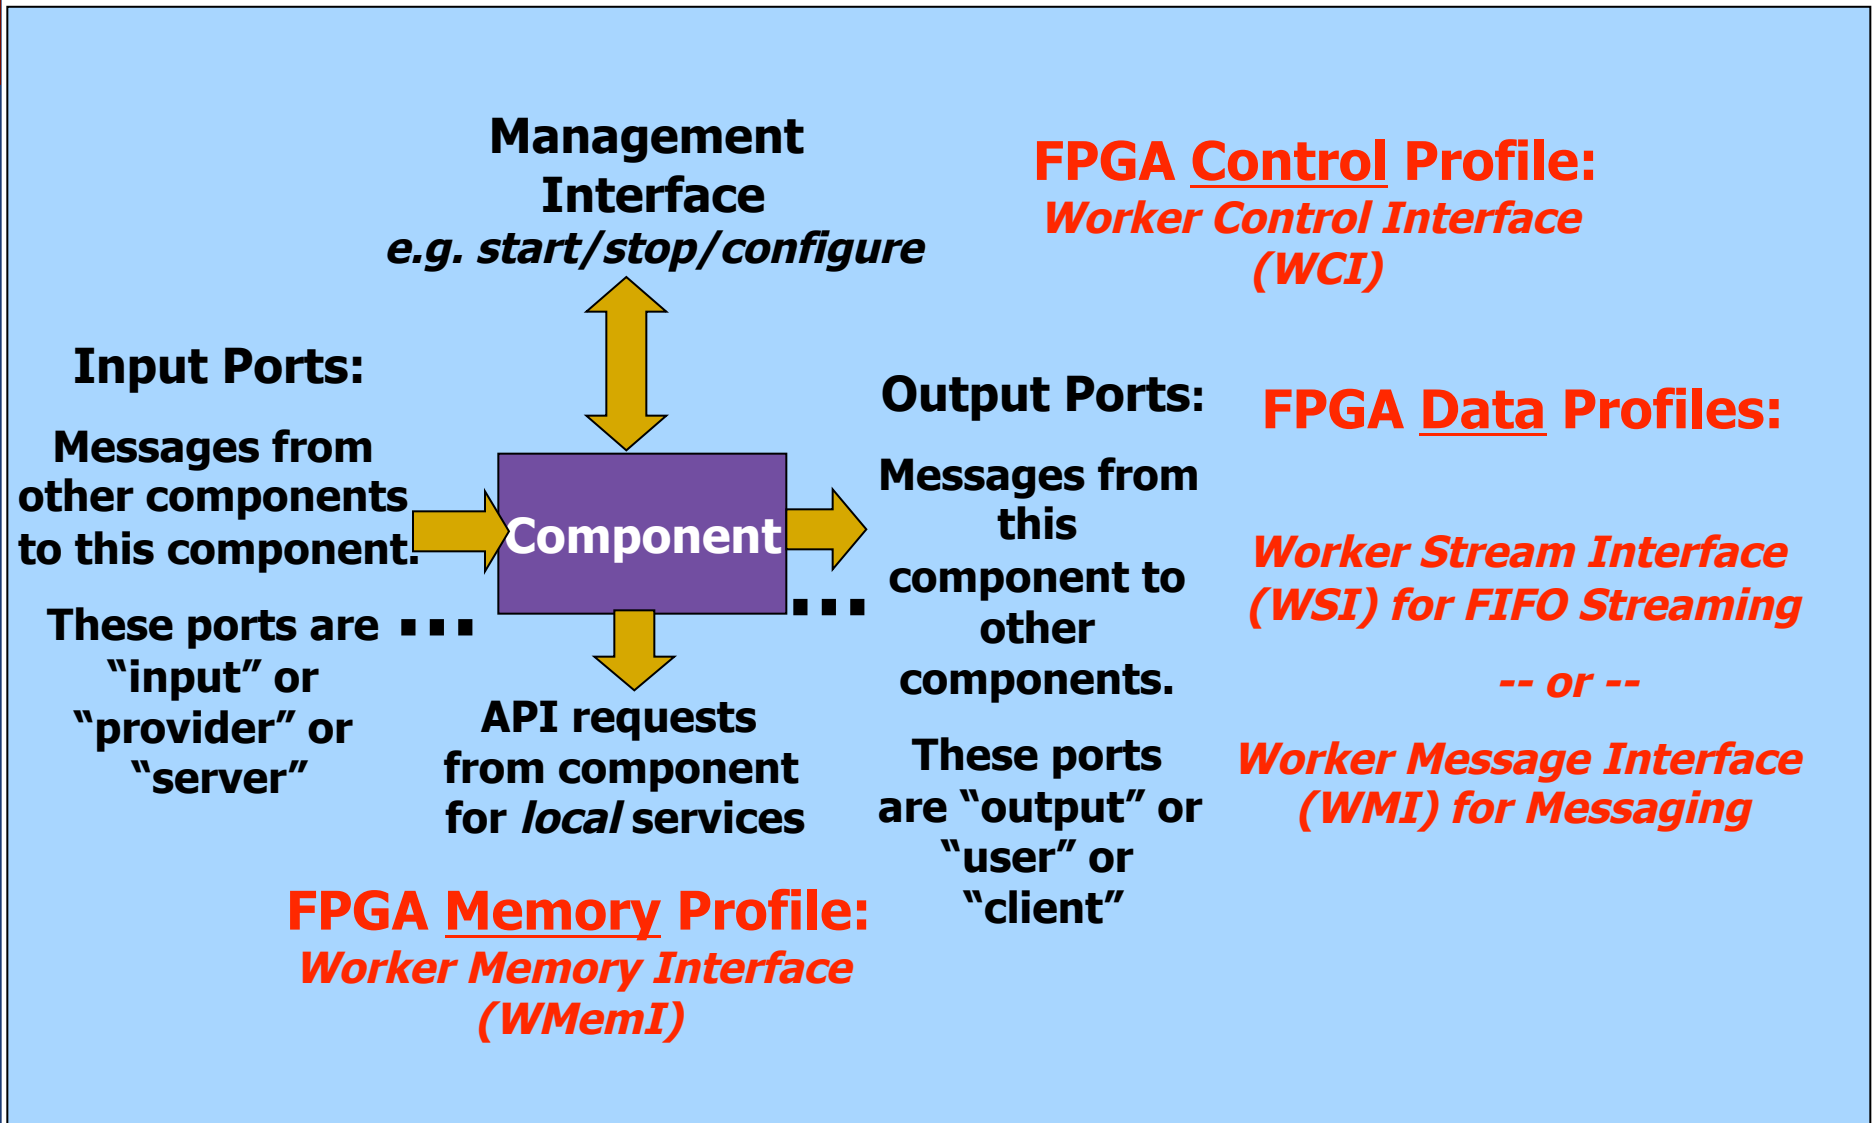 Management
Interface
e.g. start/stop/configure
FPGA Control Profile:
Worker Control Interface
(WCI)
Input Ports:
Messages from
other components
to this component.
These ports are
“input” or
“provider” or
“server”
Component
...
...
API requests
from component
for local services
FPGA Memory Profile:
Worker Memory Interface
(WMemI)
Output Ports:
Messages from
this
component to
other
components.
These ports
are “output” or
“user” or
“client”
FPGA Data Profiles:
Worker Stream Interface
(WSI) for FIFO Streaming
-- or --
Worker Message Interface
(WMI) for Messaging